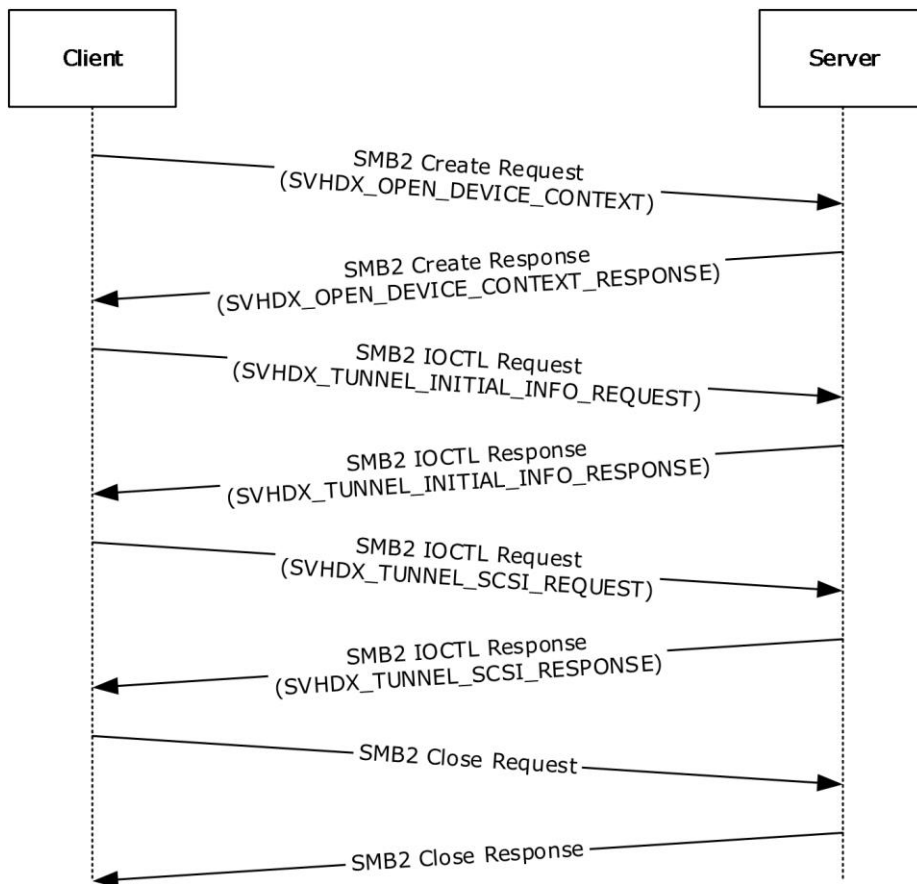 Client
Server
SMB2 Create Request
(SVHDX_OPEN_DEVICE_CONTEXT)
SMB2 Create Response
(SVHDX_OPEN_DEVICE_CONTEXT_RESPONSE)
SMB2 IOCTL Request
(SVHDX_TUNNEL_INITIAL_INFO_REQUEST)
SMB2 IOCTL Response
(SVHDX_TUNNEL_INITIAL_INFO_RESPONSE)
SMB2 IOCTL Request
(SVHDX_TUNNEL_SCSI_REQUEST)
SMB2 IOCTL Response
(SVHDX_TUNNEL_SCSI_RESPONSE)
SMB2 Close Request
SMB2 Close Response